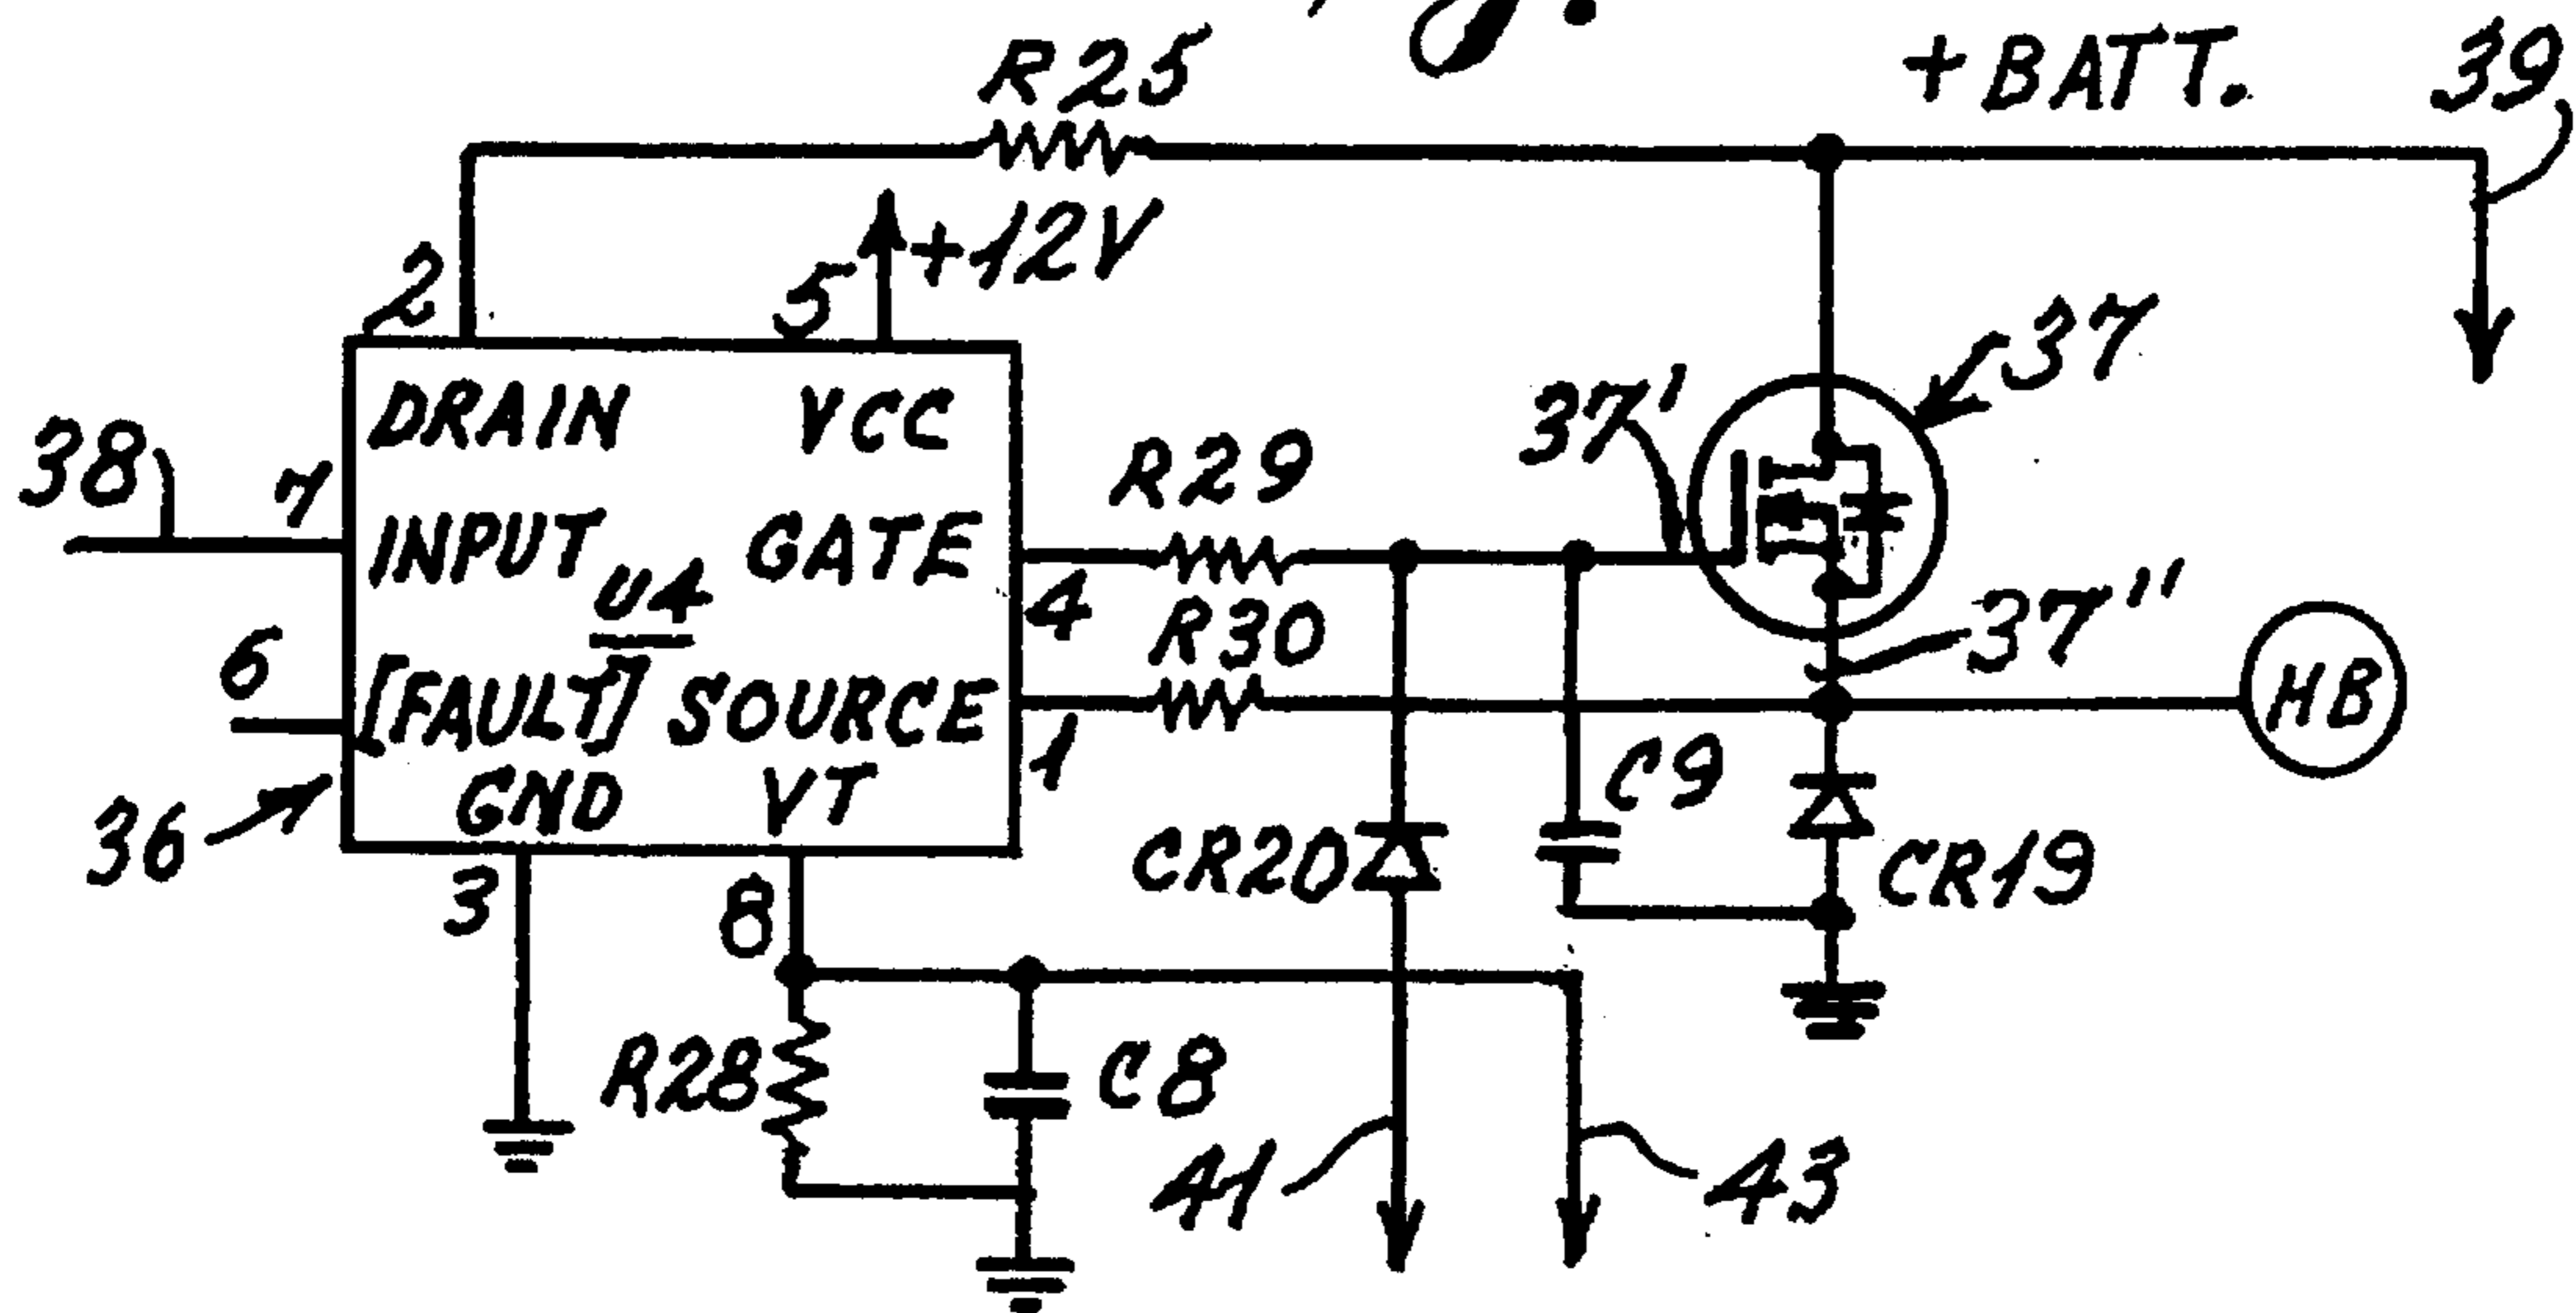 R25
+BATT.
39
2
5
+12V
DRAIN
VCC
37'
37
38
7
INPUT
U4
GATE
4
R29
R30
37"
HB
6
[FAULT]
SOURCE
1
GND
VT
36
3
8
CR20
C9
CR19
R28
C8
41
43